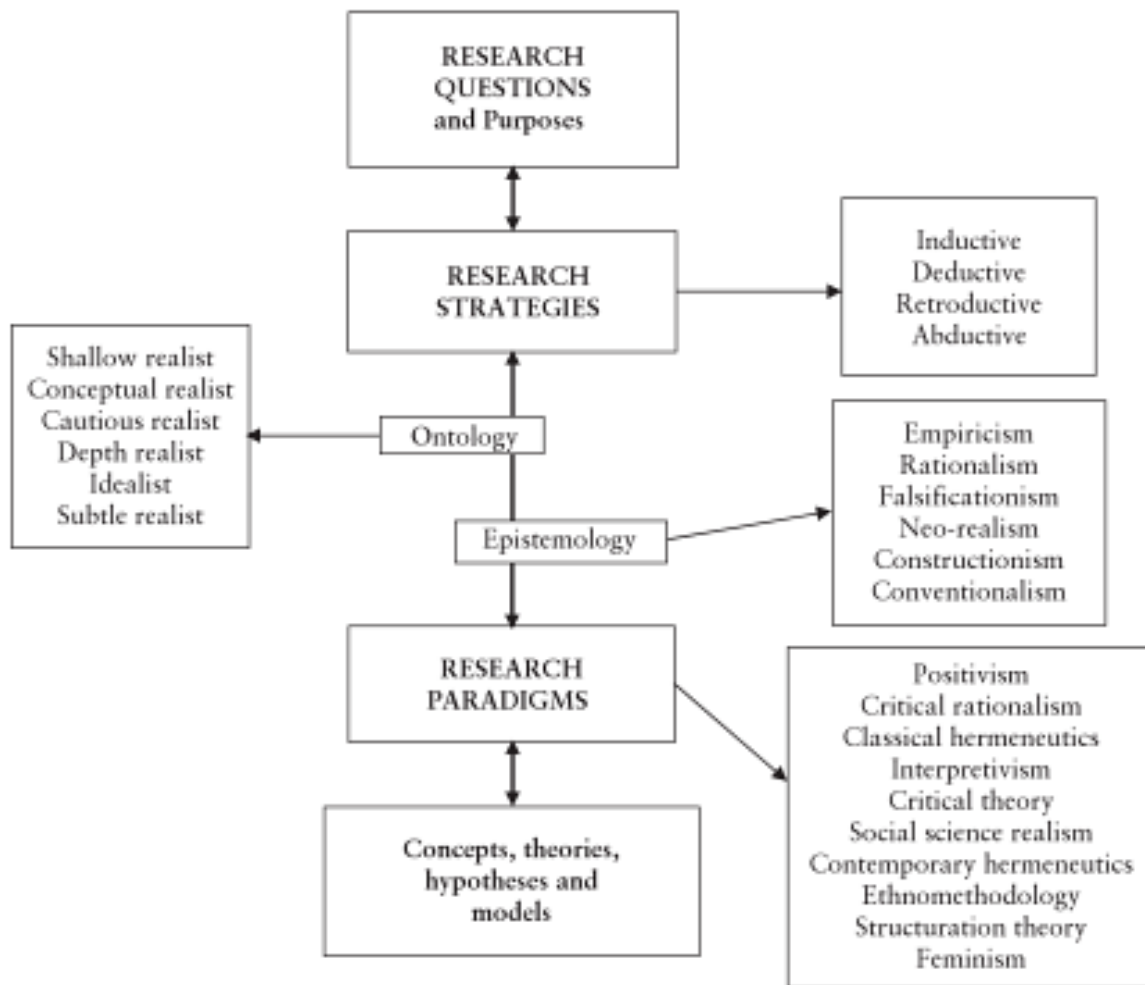 RESEARCH
QUESTIONS
and Purposes
RESEARCH
STRATEGIES
Inductive
Deductive
Retroductive
Abductive
Shallow realist
Conceptual realist
Cautious realist
Depth realist
Idealist
Subtle realist
Ontology
Epistemology
Empiricism
Rationalism
Falsificationism
Neo-realism
Constructionism
Conventionalism
RESEARCH
PARADIGMS
Positivism
Critical rationalism
Classical hermeneutics
Interpretivism
Critical theory
Social science realism
Contemporary hermeneutics
Ethnomethodology
Structuration theory
Feminism
Concepts, theories,
hypotheses and
models